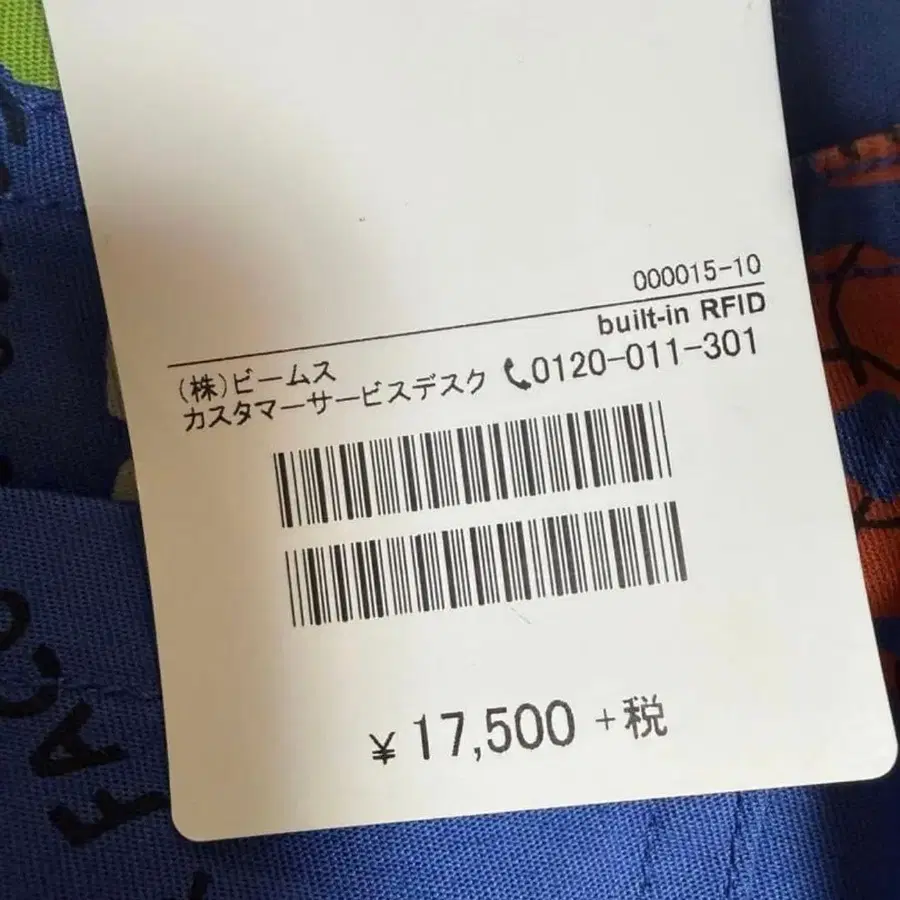 000015-10
built-in RFID
(株)ビームス
カスタマーサービスデスク 0120-011-301
¥17,500 +税